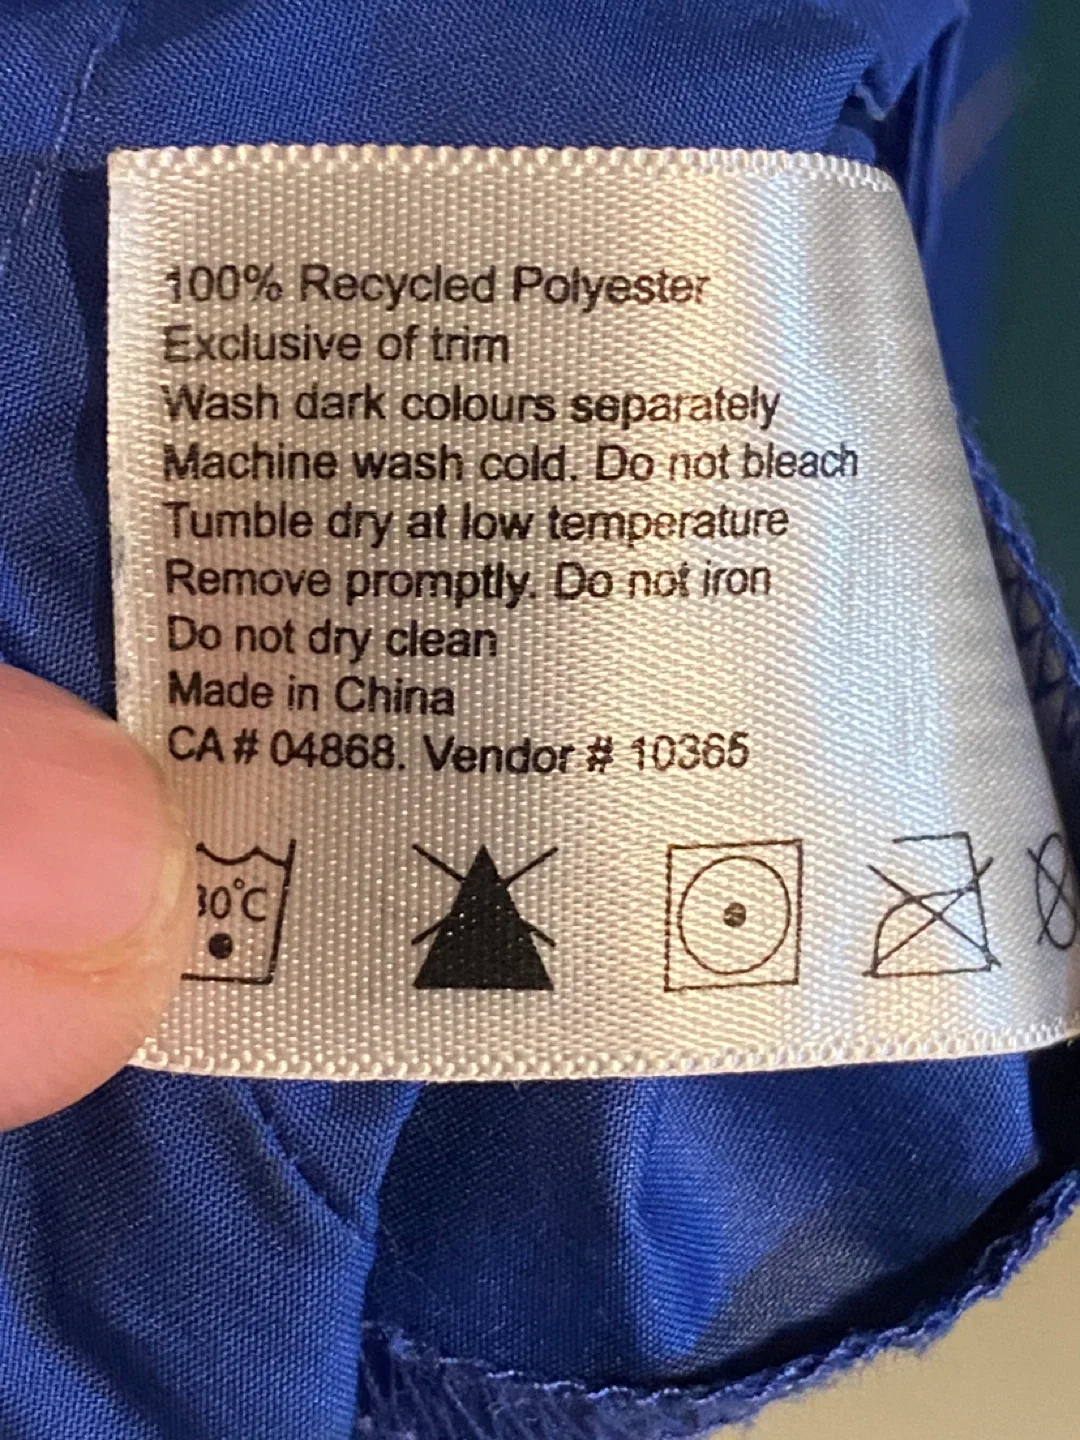 100% Recycled Polyester
Exclusive of trim
Wash dark colours separately
Machine wash cold. Do not bleach
Tumble dry at low temperature
Remove promptly. Do not iron
Do not dry clean
Made in China
CA # 04868. Vendor # 10365
30°C